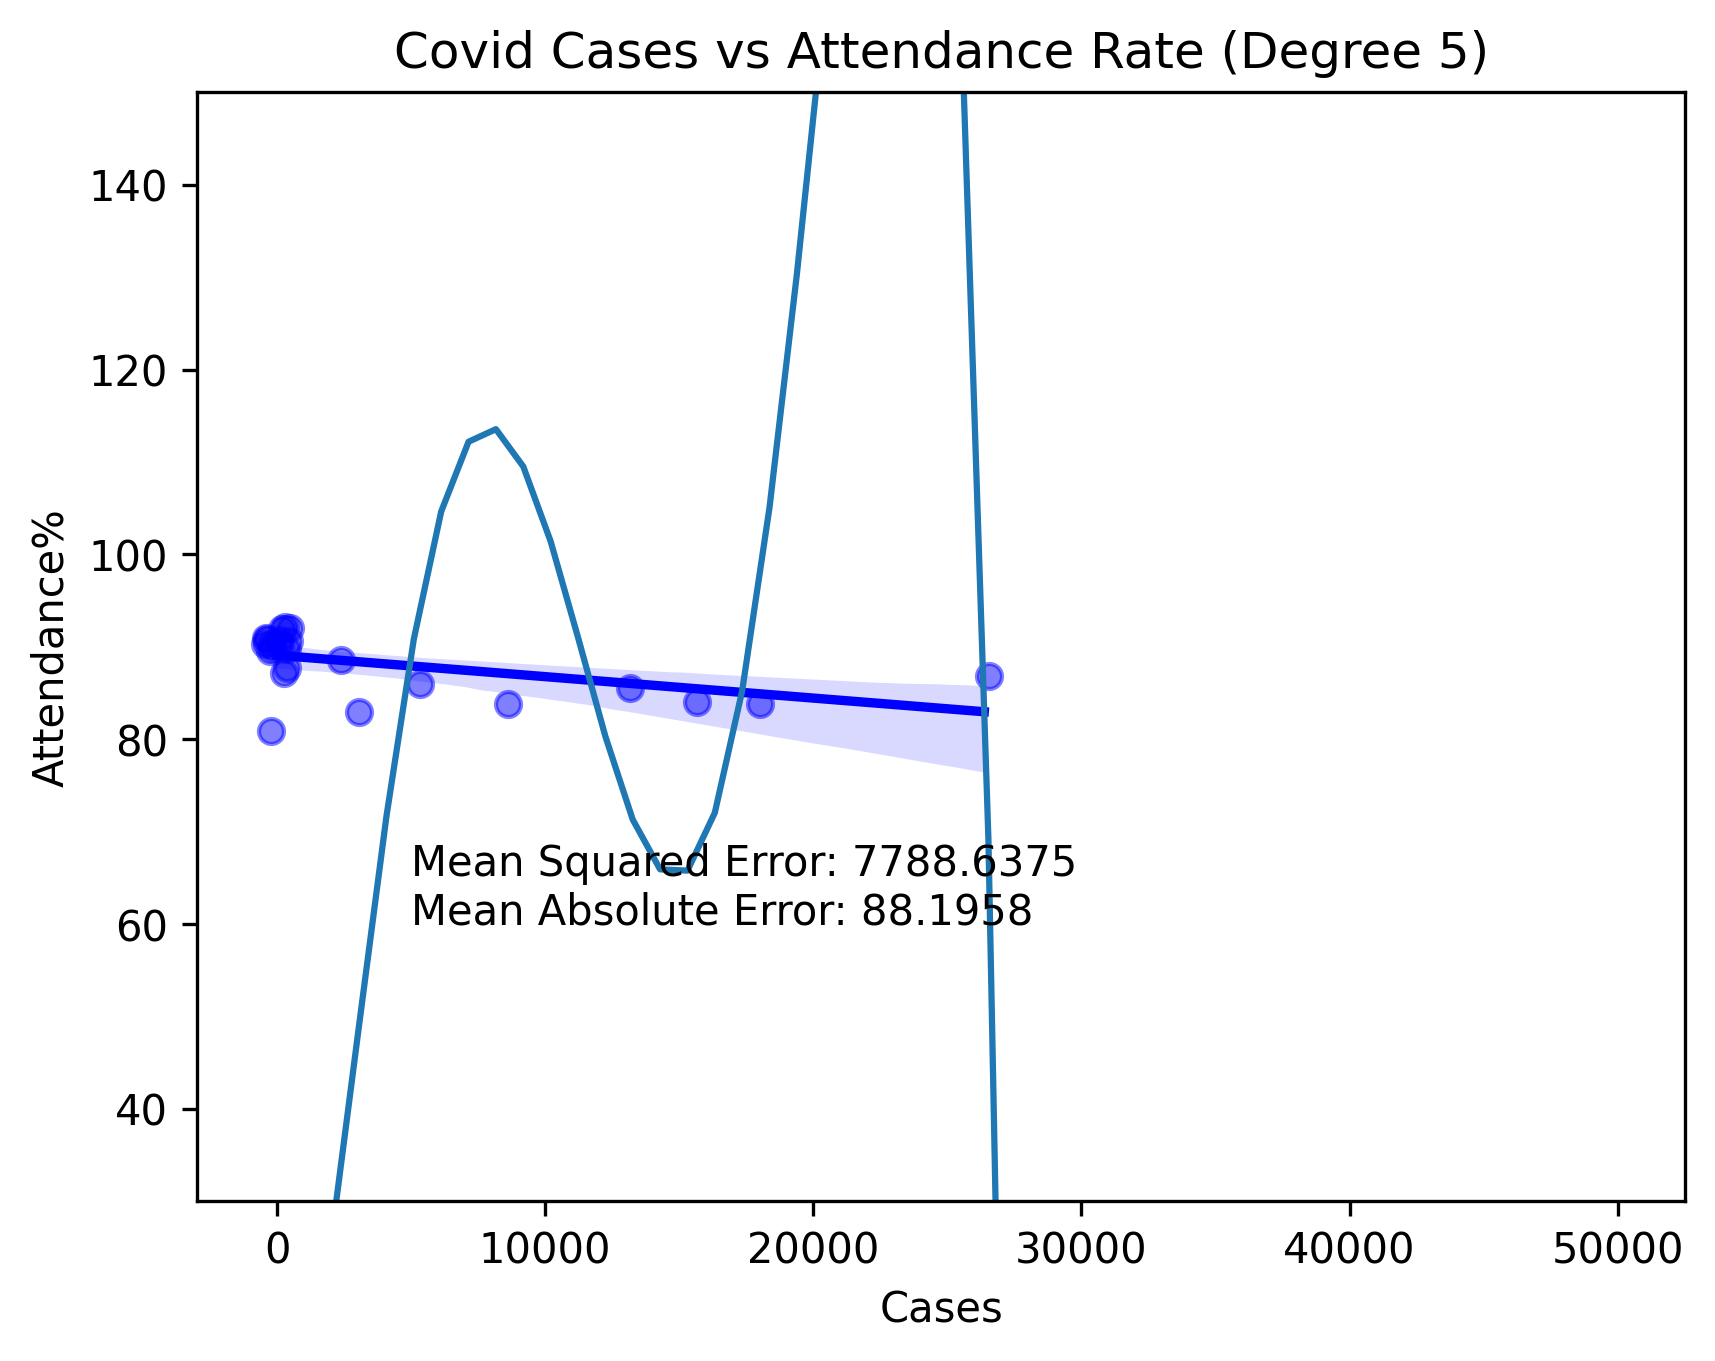 Covid Cases vs Attendance Rate (Degree 5)
140
120
100
80
60
40
Attendance%
Mean Squared Error: 7788.6375
Mean Absolute Error: 88.1958
0 10000 20000 30000 40000 50000
Cases